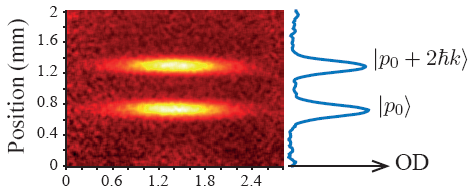 2
1.6
1.2
0.8
0.4
0
Position (mm)
0 0.6 1.2 1.8 2.4
|p₀ + 2ħk⟩
|p₀⟩
OD